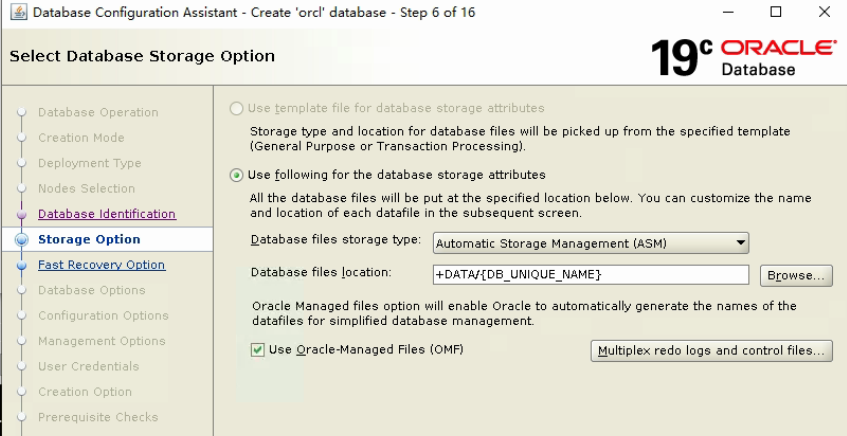 Database Configuration Assistant - Create 'orcl' database - Step 6 of 16
Select Database Storage Option
19c ORACLE
Database
Database Operation
Creation Mode
Deployment Type
Nodes Selection
Database Identification
Storage Option
Fast Recovery Option
Database Options
Configuration Options
Management Options
User Credentials
Creation Option
Prerequisite Checks
Use template file for database storage attributes
Storage type and location for database files will be picked up from the specified template
(General Purpose or Transaction Processing).
Use following for the database storage attributes
All the database files will be put at the specified location below. You can customize the name
and location of each datafile in the subsequent screen.
Database files storage type: Automatic Storage Management (ASM)
Database files location: +DATA/{DB_UNIQUE_NAME} Browse...
Oracle Managed files option will enable Oracle to automatically generate the names of the
datafiles for simplified database management.
Use Oracle-Managed Files (OMF) Multiplex redo logs and control files...